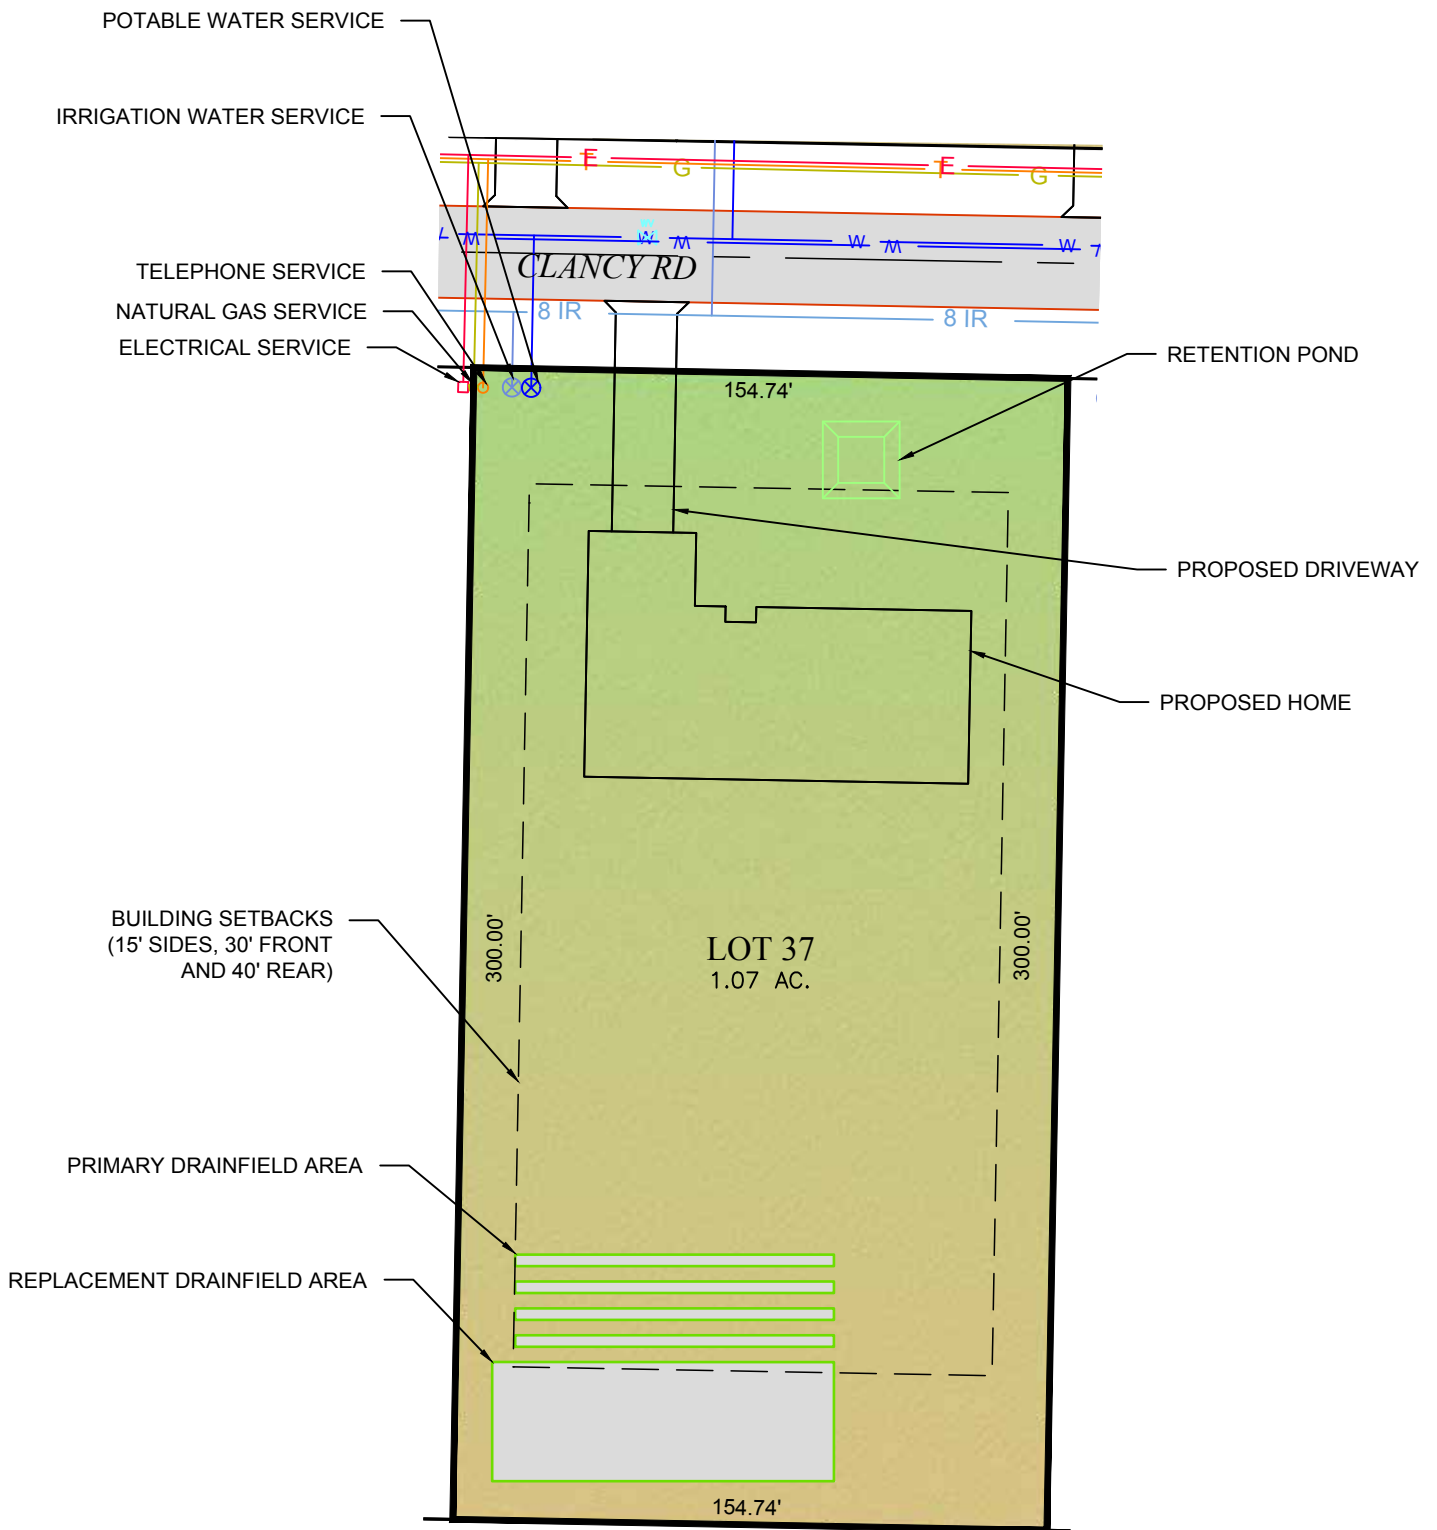 POTABLE WATER SERVICE
IRRIGATION WATER SERVICE
E
T
G
E
T
G
W
W
W
W
W
W
CLANCY RD
TELEPHONE SERVICE
NATURAL GAS SERVICE
ELECTRICAL SERVICE
8 IR
8 IR
RETENTION POND
154.74'
PROPOSED DRIVEWAY
PROPOSED HOME
BUILDING SETBACKS
(15' SIDES, 30' FRONT
AND 40' REAR)
300.00'
LOT 37
1.07 AC.
300.00'
PRIMARY DRAINFIELD AREA
REPLACEMENT DRAINFIELD AREA
154.74'